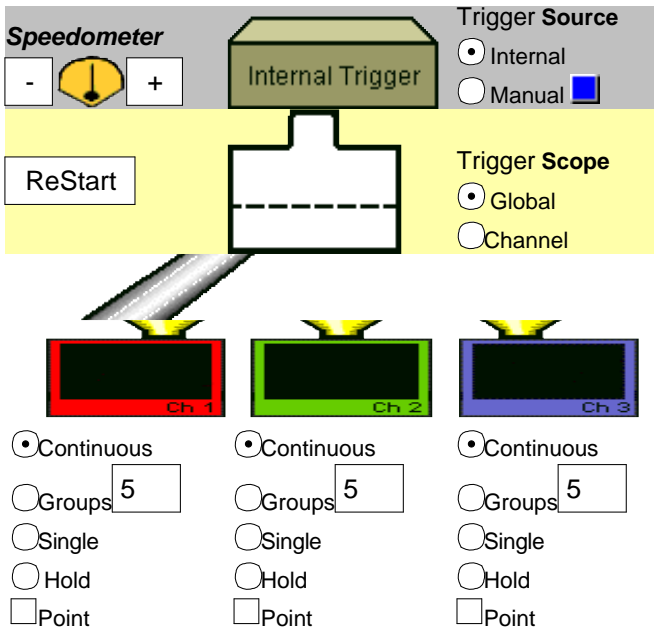 Speedometer
- +
Internal Trigger
Trigger Source
Internal
Manual
ReStart
Trigger Scope
Global
Channel
Ch 1
Ch 2
Ch 3
Continuous
Groups 5
Single
Hold
Point
Continuous
Groups 5
Single
Hold
Point
Continuous
Groups 5
Single
Hold
Point